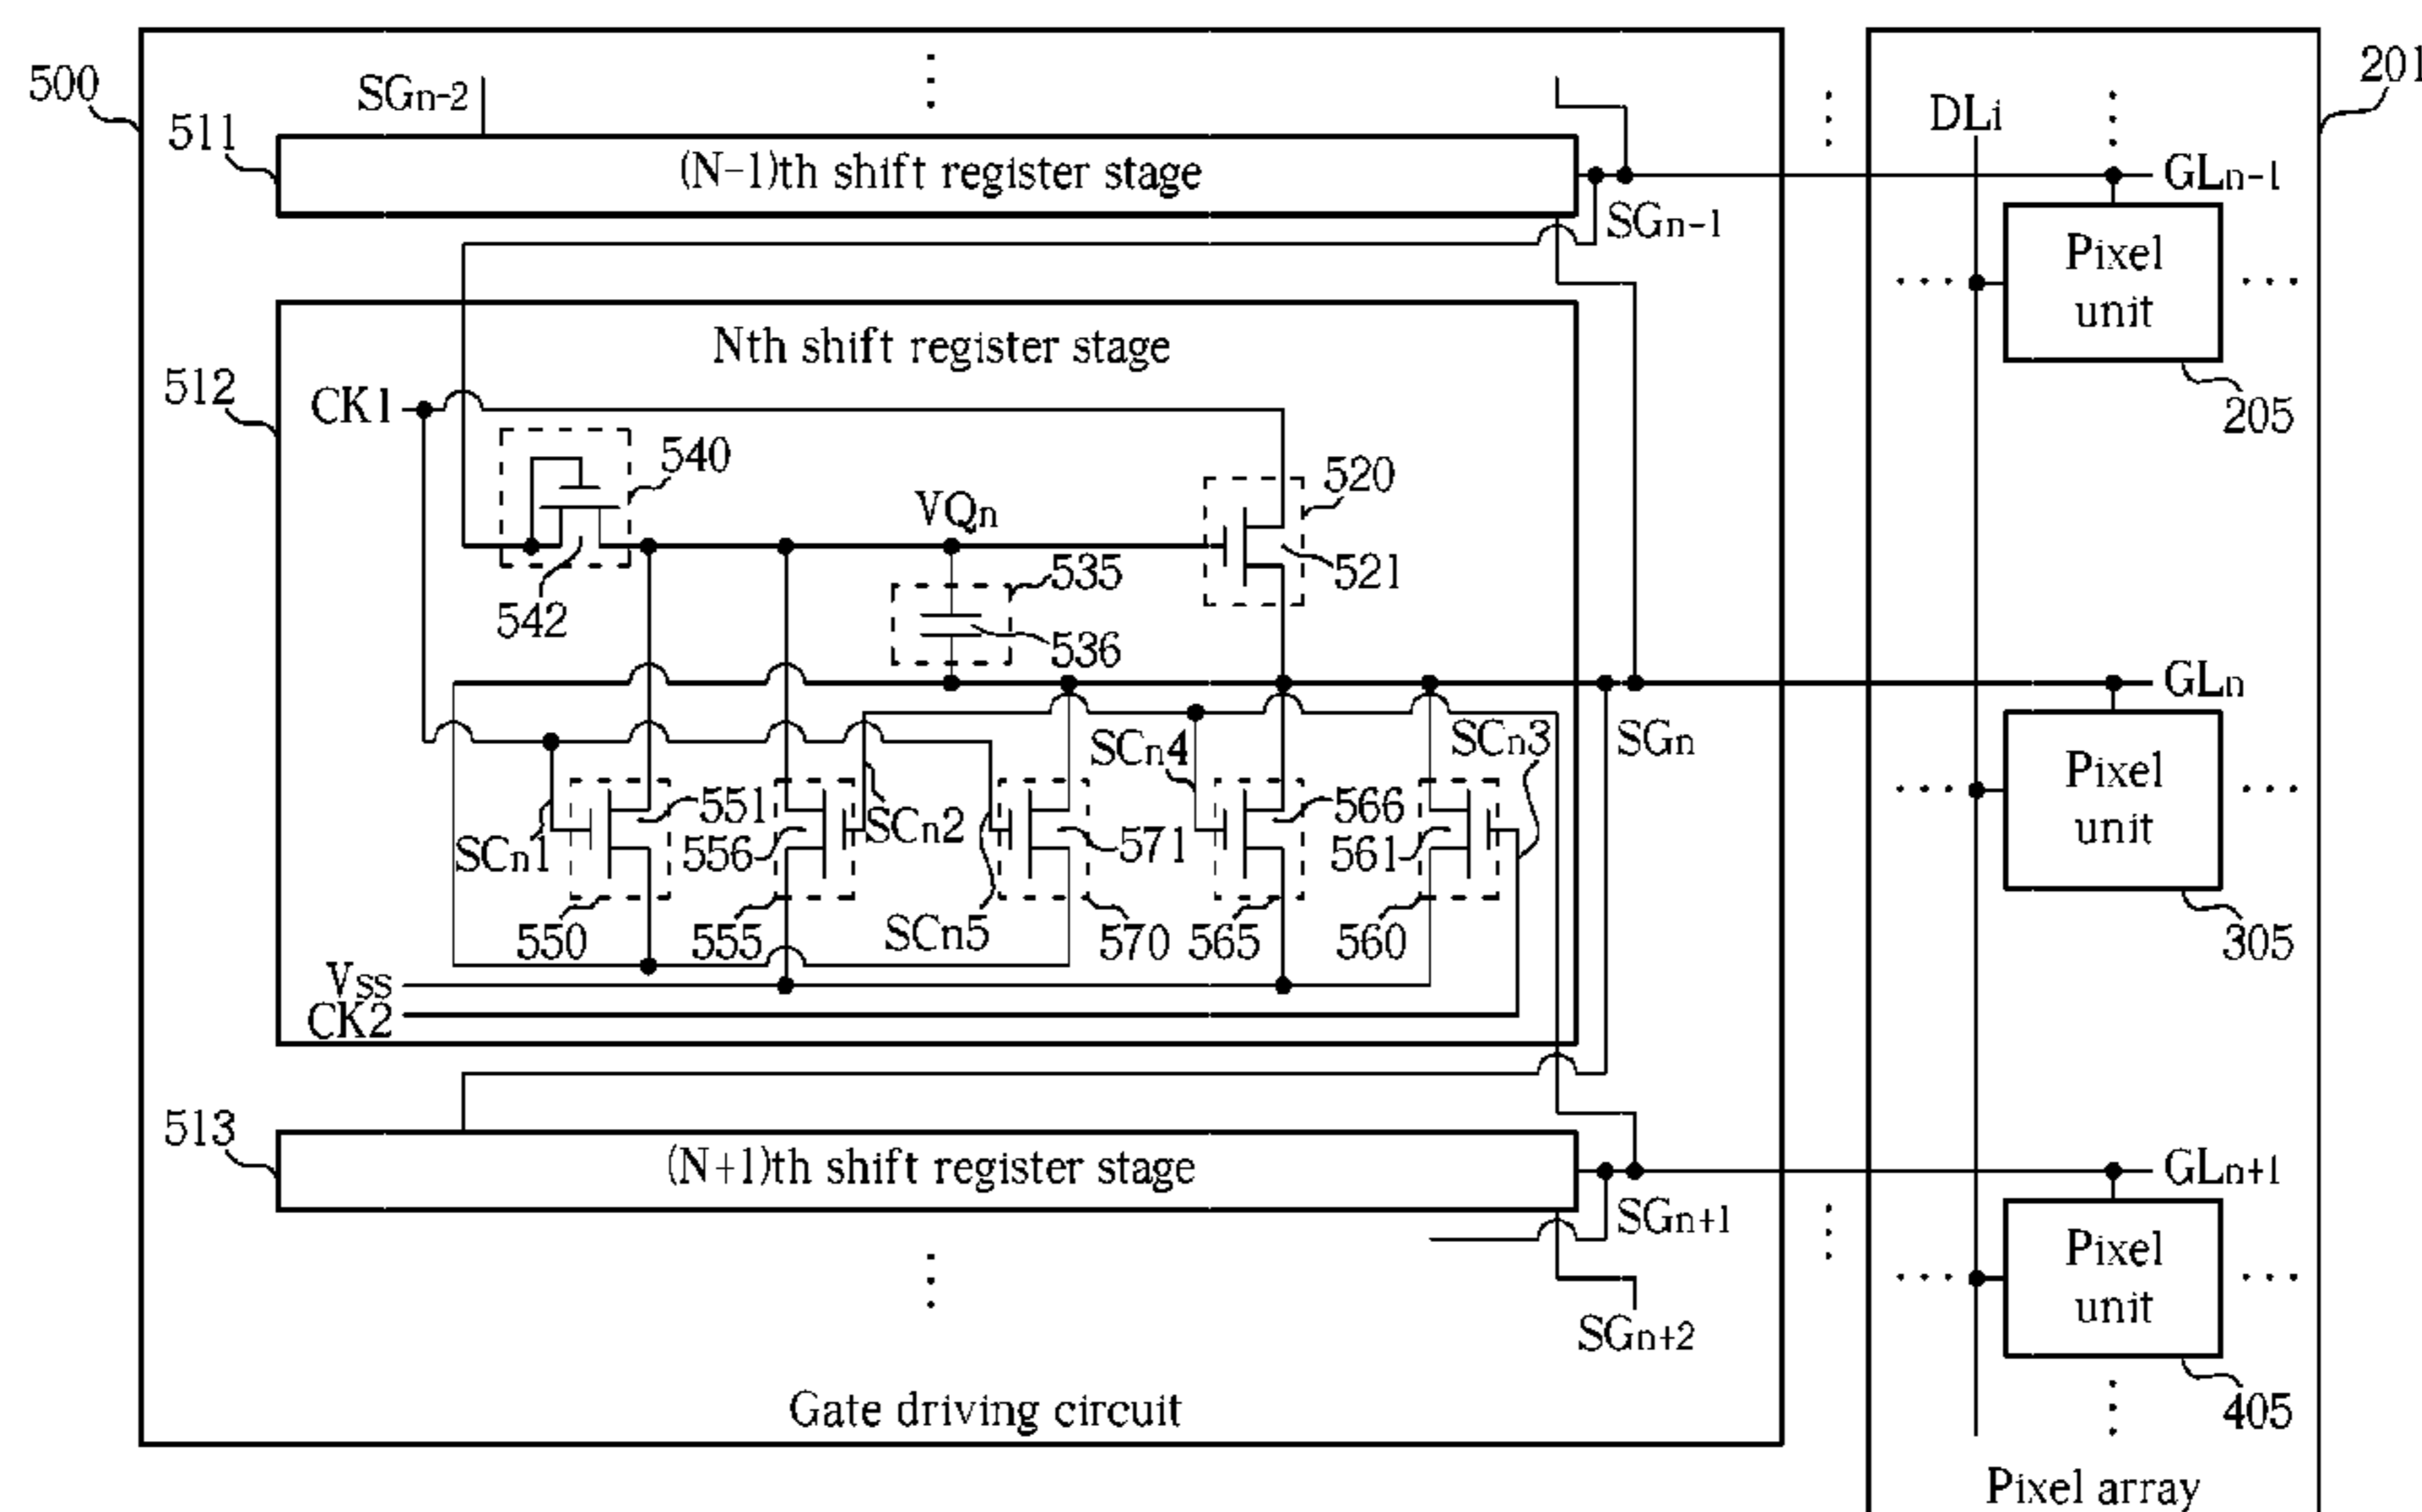 500
SGn-2
201
511
DLi
(N-1)th shift register stage
GLn-1
SGn-1
Pixel
unit
205
Nth shift register stage
512
CK1
540
520
VQn
521
535
542
536
GLn
SCn4
SCn3
SGn
551
566
SCn1
556
SCn2
571
561
Pixel
unit
550
555
SCn5
570
565
560
305
Vss
CK2
513
(N+1)th shift register stage
GLn+1
SGn+1
Pixel
unit
SGn+2
Gate driving circuit
405
Pixel array